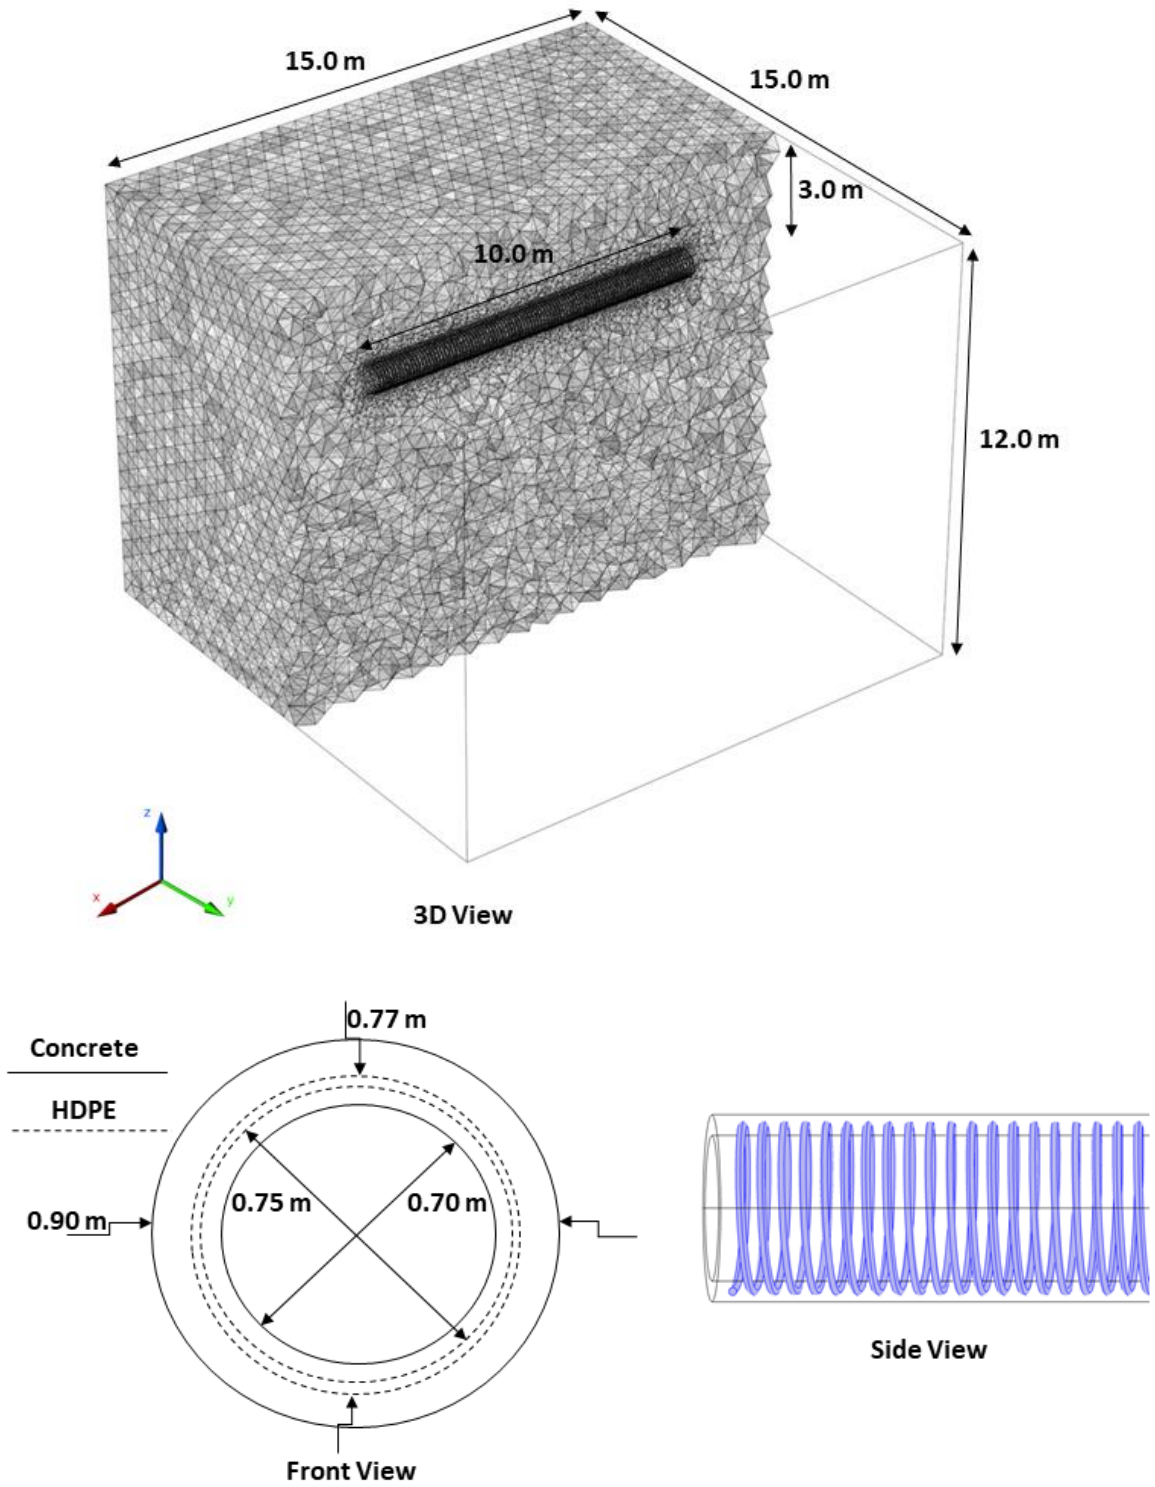 15.0 m
15.0 m
3.0 m
10.0 m
12.0 m
z
x
y
3D View
0.77 m
Concrete
HDPE
0.75 m
0.70 m
0.90 m
Side View
Front View